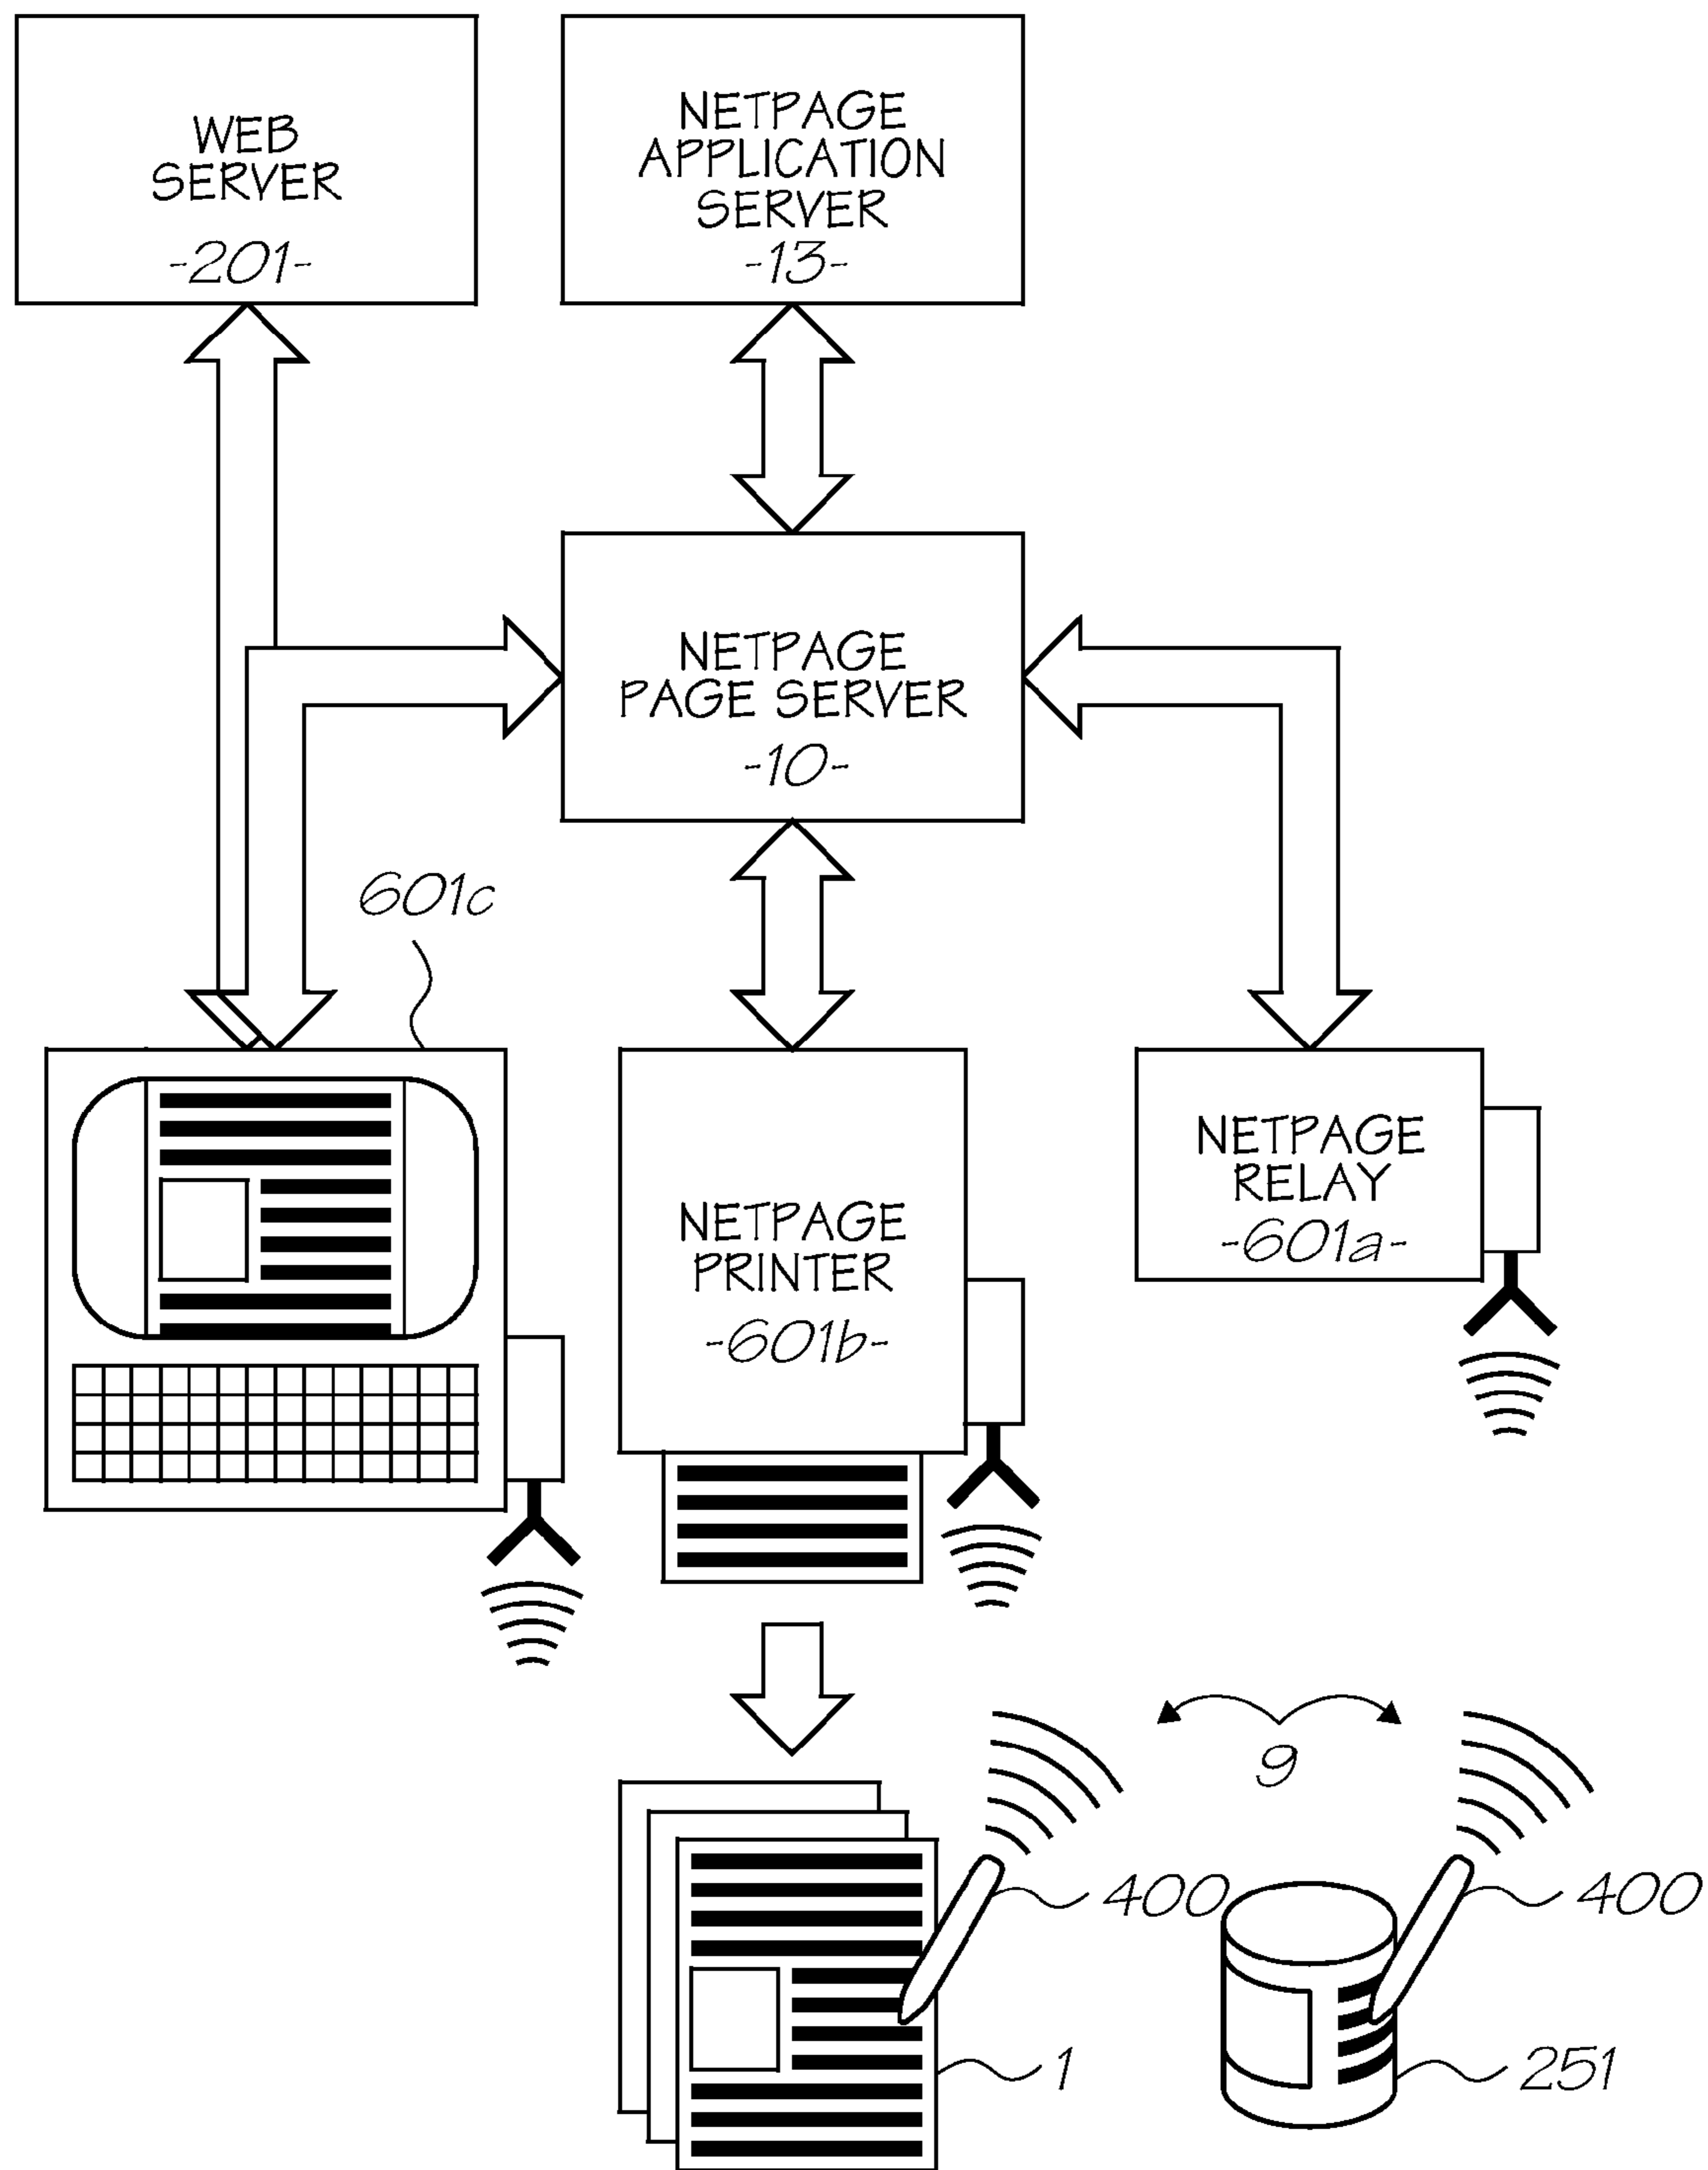 WEB
SERVER
-201-
NETPAGE
APPLICATION
SERVER
-13-
NETPAGE
PAGE SERVER
-10-
601c
NETPAGE
PRINTER
-601b-
NETPAGE
RELAY
-601a-
9
400
400
1
251